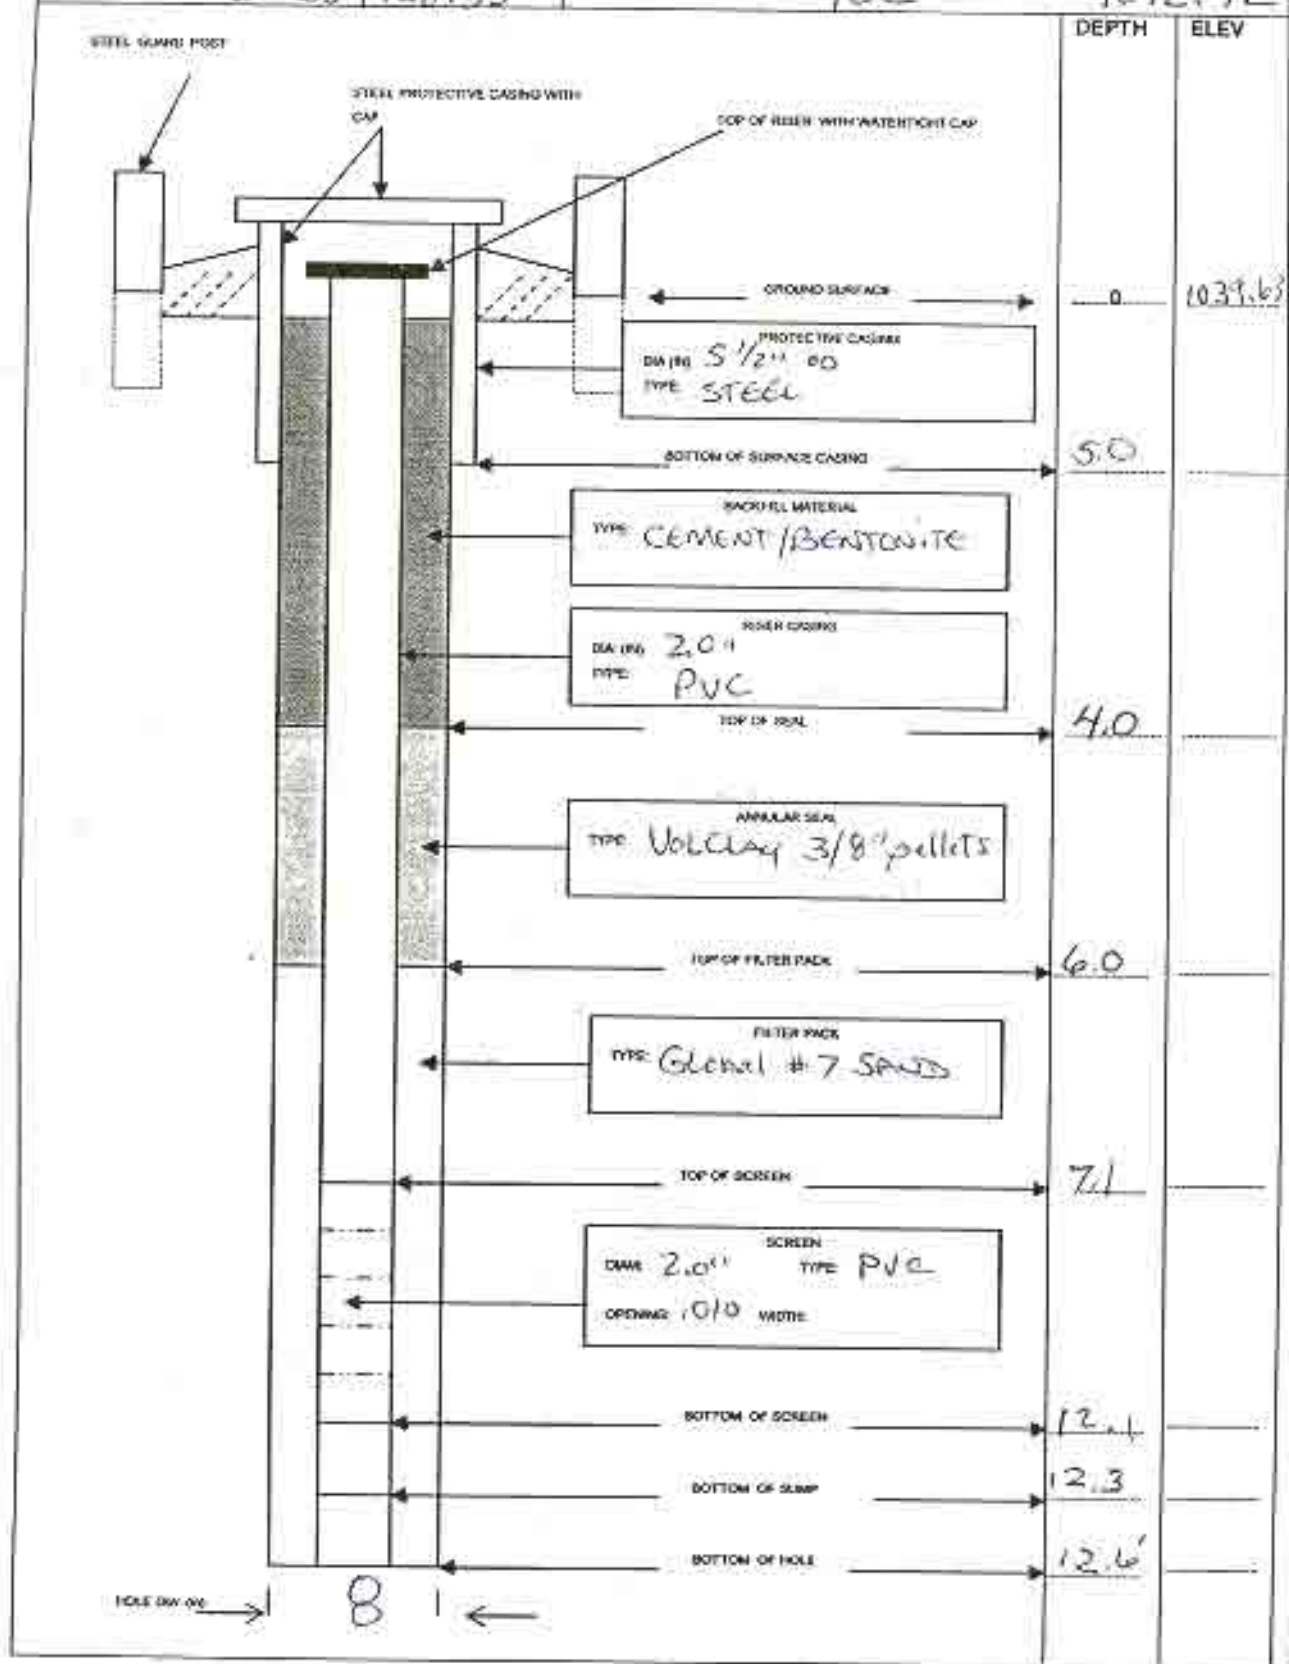 DEPTH ELEV
STEEL GUARD POST
STEEL PROTECTIVE CASING WITH
CAP
TOP OF RISER WITH WATERTIGHT CAP
GROUND SURFACE 0 1039.63
PROTECTIVE CASING
DIA (IN) 5 1/2" OD
TYPE STEEL
BOTTOM OF SURFACE CASING 5.0
BACKFILL MATERIAL
TYPE CEMENT/BENTONITE
RISER CASING
DIA (IN) 2.0"
TYPE PVC
TOP OF SEAL 4.0
ANNULAR SEAL
TYPE VOLCLAY 3/8" pellets
TOP OF FILTER PACK 6.0
FILTER PACK
TYPE: Global #7 SAND
TOP OF SCREEN 7.1
SCREEN
DIAM: 2.0" TYPE PVC
OPENING: .010 WIDTH:
BOTTOM OF SCREEN 12.1
BOTTOM OF SUMP 12.3
BOTTOM OF HOLE 12.6'
HOLE DIA (IN) 8